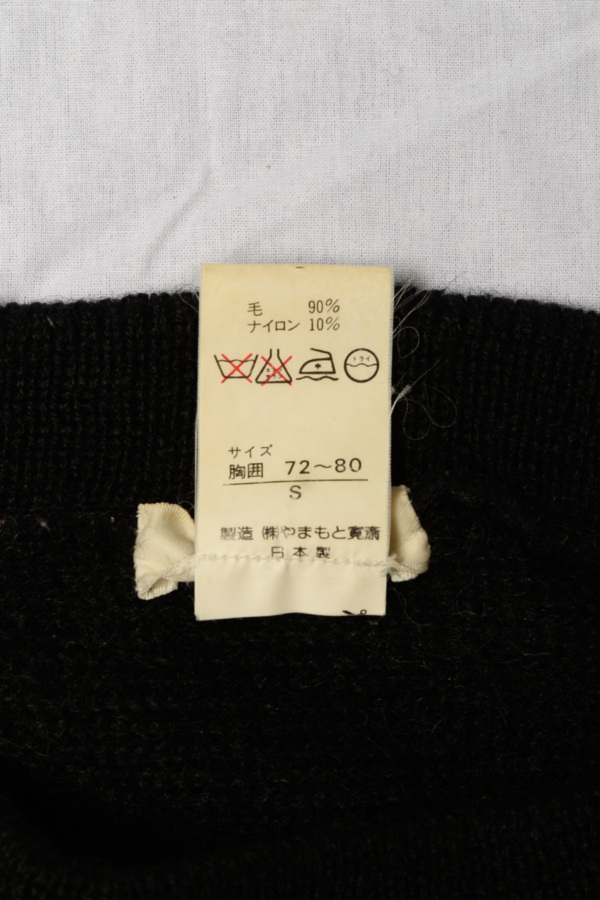 毛 90%
ナイロン 10%
ドライ
サイズ
胸囲 72～80
S
製造 ㈱やまもと寛斎
日本製